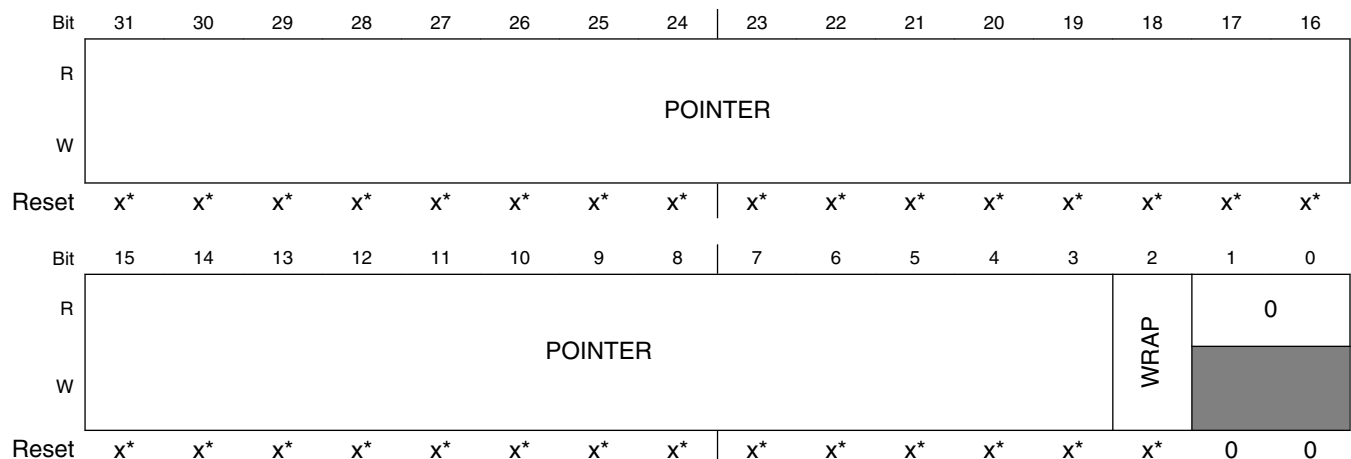 Bit 31 30 29 28 27 26 25 24 23 22 21 20 19 18 17 16
R
POINTER
W
Reset x* x* x* x* x* x* x* x* x* x* x* x* x* x* x* x*
Bit 15 14 13 12 11 10 9 8 7 6 5 4 3 2 1 0
R 0
POINTER WRAP
W
Reset x* x* x* x* x* x* x* x* x* x* x* x* x* x* 0 0